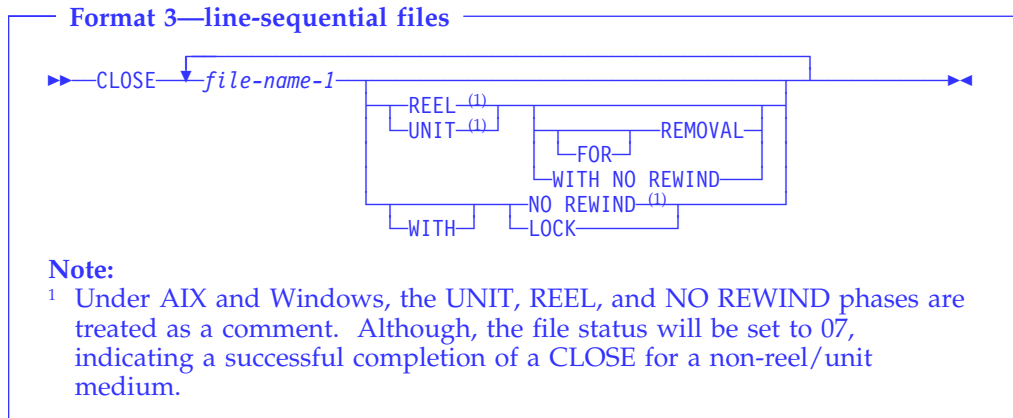 Format 3—line-sequential files
CLOSE file-name-1
REEL (1)
UNIT (1)
REMOVAL
FOR
WITH NO REWIND
NO REWIND (1)
WITH LOCK
Note:
1 Under AIX and Windows, the UNIT, REEL, and NO REWIND phases are
treated as a comment. Although, the file status will be set to 07,
indicating a successful completion of a CLOSE for a non-reel/unit
medium.